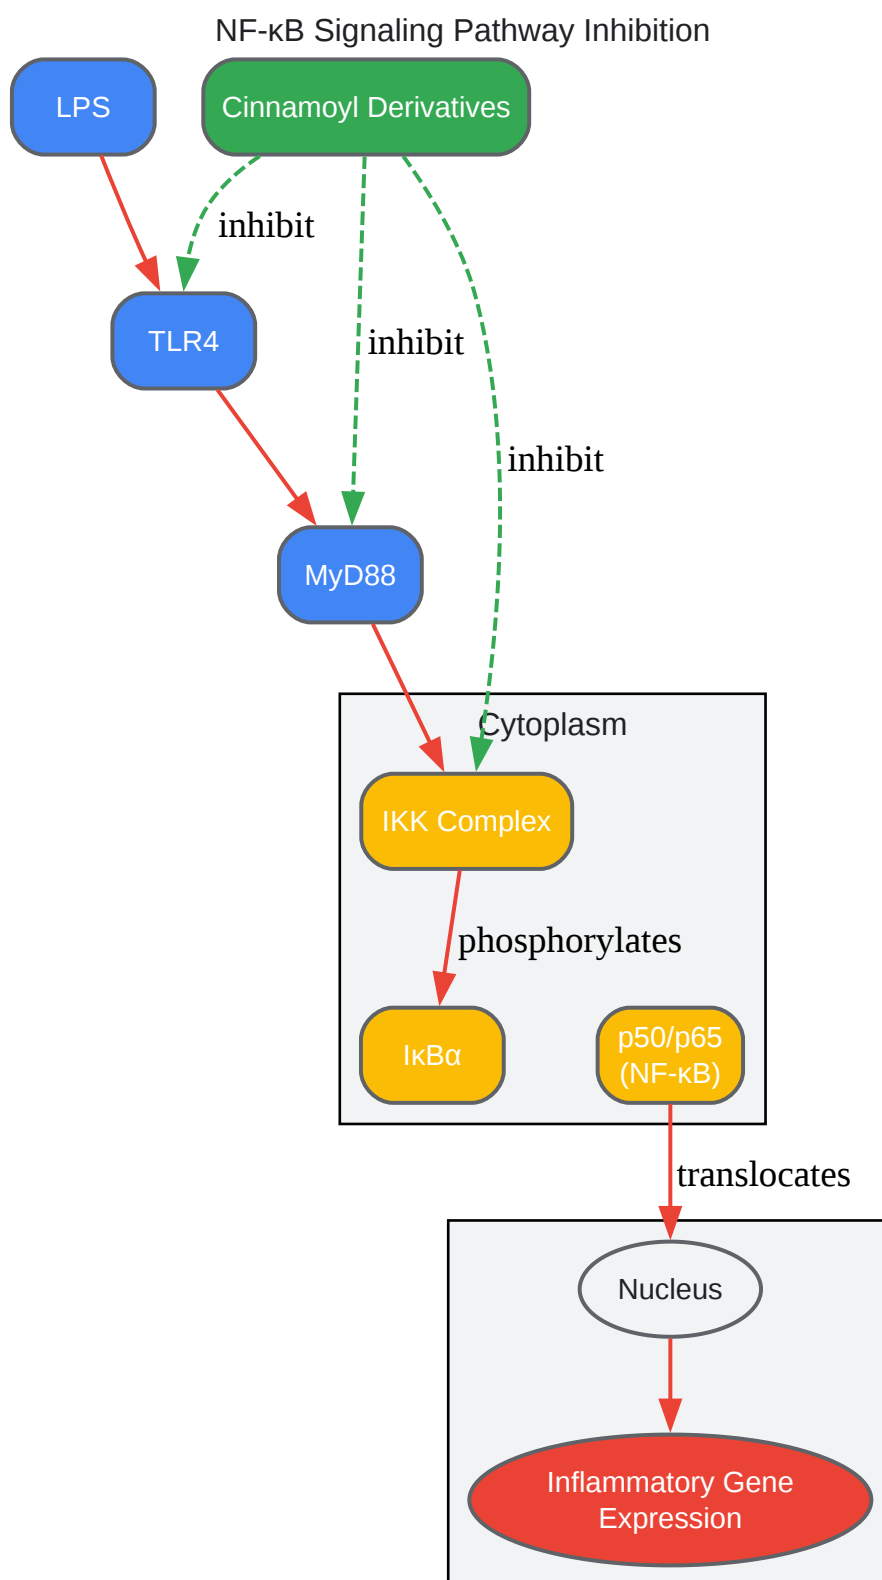 NF-κB Signaling Pathway Inhibition
LPS
Cinnamoyl Derivatives
inhibit
TLR4
inhibit
inhibit
MyD88
Cytoplasm
IKK Complex
phosphorylates
IκBα
p50/p65
(NF-κB)
translocates
Nucleus
Inflammatory Gene
Expression